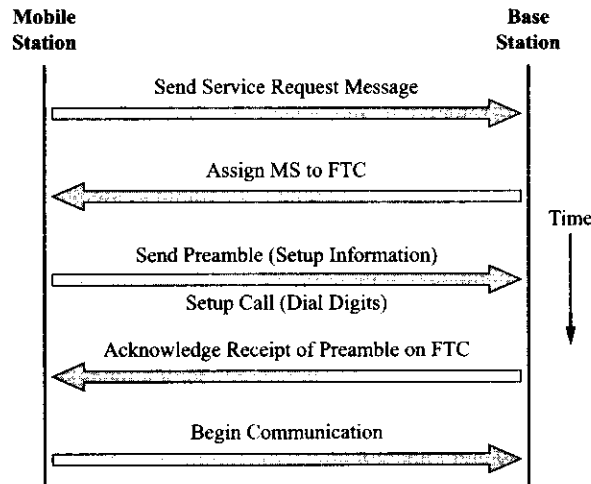 Mobile
Station
Base
Station
Send Service Request Message
Assign MS to FTC
Time
Send Preamble (Setup Information)
Setup Call (Dial Digits)
Acknowledge Receipt of Preamble on FTC
Begin Communication